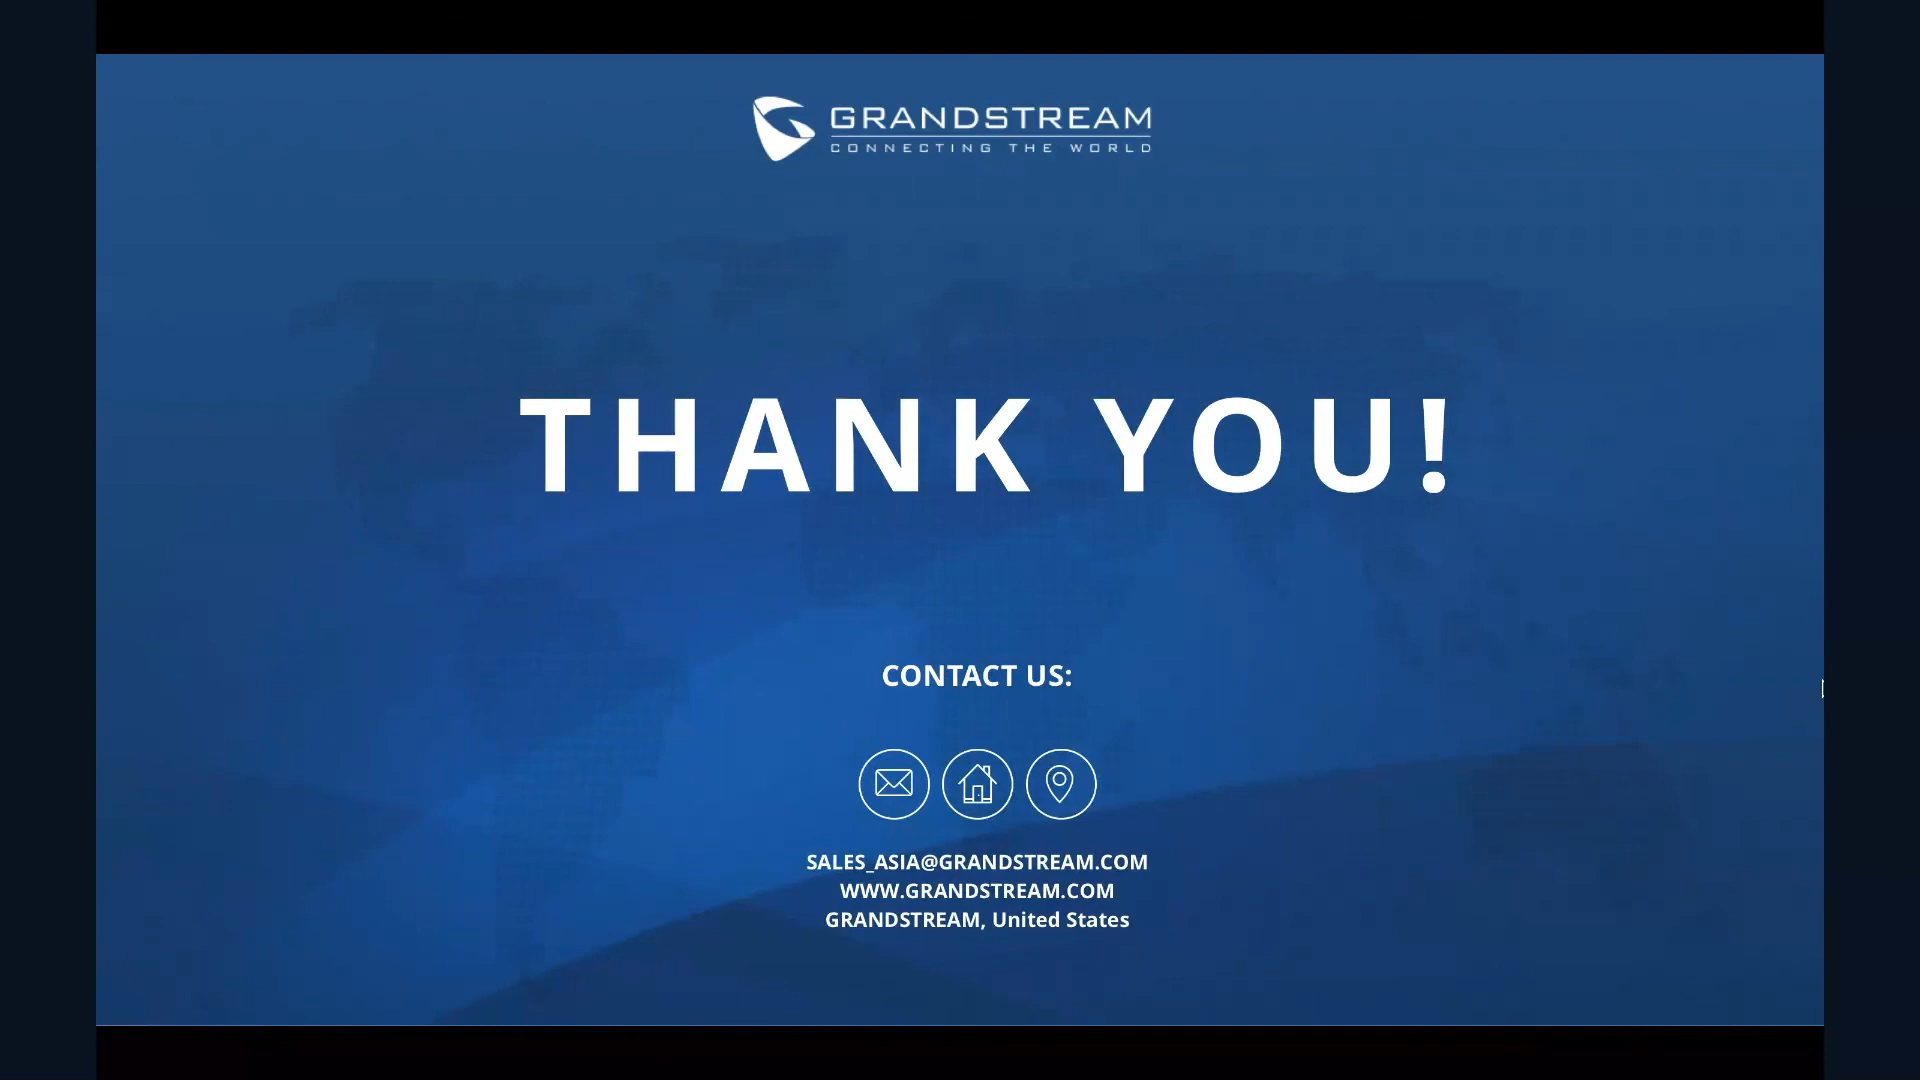 GRANDSTREAM
CONNECTING THE WORLD
THANK YOU!
CONTACT US:
SALES_ASIA@GRANDSTREAM.COM
WWW.GRANDSTREAM.COM
GRANDSTREAM, United States